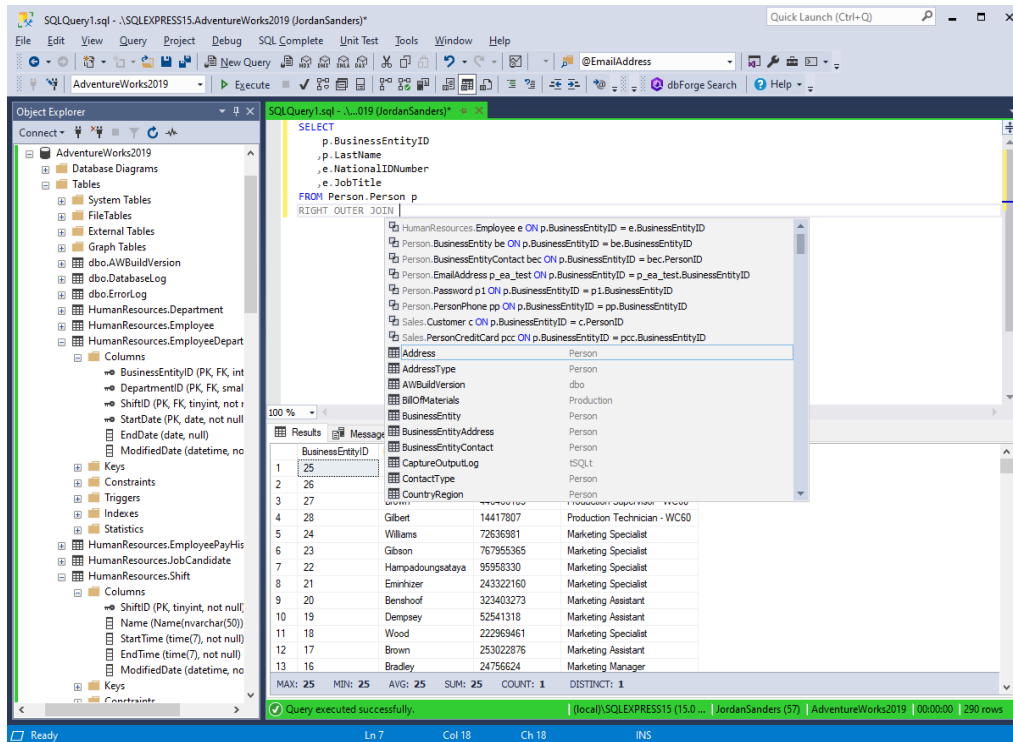 SQLQuery1.sql - .\SQLEXPRESS15.AdventureWorks2019 (JordanSanders)*
Quick Launch (Ctrl+Q)
File Edit View Query Project Debug SQL Complete Unit Test Tools Window Help
New Query
@EmailAddress
AdventureWorks2019
Execute
dbForge Search
Help
Object Explorer
Connect
AdventureWorks2019
Database Diagrams
Tables
System Tables
FileTables
External Tables
Graph Tables
dbo.AWBuildVersion
dbo.DatabaseLog
dbo.ErrorLog
HumanResources.Department
HumanResources.Employee
HumanResources.EmployeeDepart
Columns
BusinessEntityID (PK, FK, int
DepartmentID (PK, FK, smal
ShiftID (PK, FK, tinyint, not r
StartDate (PK, date, not null
EndDate (date, null)
ModifiedDate (datetime, no
Keys
Constraints
Triggers
Indexes
Statistics
HumanResources.EmployeePayHis
HumanResources.JobCandidate
HumanResources.Shift
Columns
ShiftID (PK, tinyint, not null)
Name (Name(nvarchar(50))
StartTime (time(7), not null)
EndTime (time(7), not null)
ModifiedDate (datetime, no
Keys
Constraints
SQLQuery1.sql - .\...019 (JordanSanders)*
SELECT
p.BusinessEntityID
,p.LastName
,e.NationalIDNumber
,e.JobTitle
FROM Person.Person p
RIGHT OUTER JOIN
HumanResources.Employee e ON p.BusinessEntityID = e.BusinessEntityID
Person.BusinessEntity be ON p.BusinessEntityID = be.BusinessEntityID
Person.BusinessEntityContact bec ON p.BusinessEntityID = bec.PersonID
Person.EmailAddress p_ea_test ON p.BusinessEntityID = p_ea_test.BusinessEntityID
Person.Password p1 ON p.BusinessEntityID = p1.BusinessEntityID
Person.PersonPhone pp ON p.BusinessEntityID = pp.BusinessEntityID
Sales.Customer c ON p.BusinessEntityID = c.PersonID
Sales.PersonCreditCard pcc ON p.BusinessEntityID = pcc.BusinessEntityID
Address Person
AddressType Person
AWBuildVersion dbo
BillOfMaterials Production
BusinessEntity Person
BusinessEntityAddress Person
BusinessEntityContact Person
CaptureOutputLog tSQLt
ContactType Person
CountryRegion Person
100 %
Results Message
BusinessEntityID
1 25
2 26
3 27
4 28 Gilbert 14417807 Production Technician - WC60
5 24 Williams 72636981 Marketing Specialist
6 23 Gibson 767955365 Marketing Specialist
7 22 Hampadoungsataya 95958330 Marketing Specialist
8 21 Eminhizer 243322160 Marketing Specialist
9 20 Benshoof 323403273 Marketing Assistant
10 19 Dempsey 52541318 Marketing Assistant
11 18 Wood 222969461 Marketing Specialist
12 17 Brown 253022876 Marketing Assistant
13 16 Bradley 24756624 Marketing Manager
MAX: 25 MIN: 25 AVG: 25 SUM: 25 COUNT: 1 DISTINCT: 1
Query executed successfully.
(local)\SQLEXPRESS15 (15.0 ... JordanSanders (57) AdventureWorks2019 00:00:00 290 rows
Ready Ln 7 Col 18 Ch 18 INS